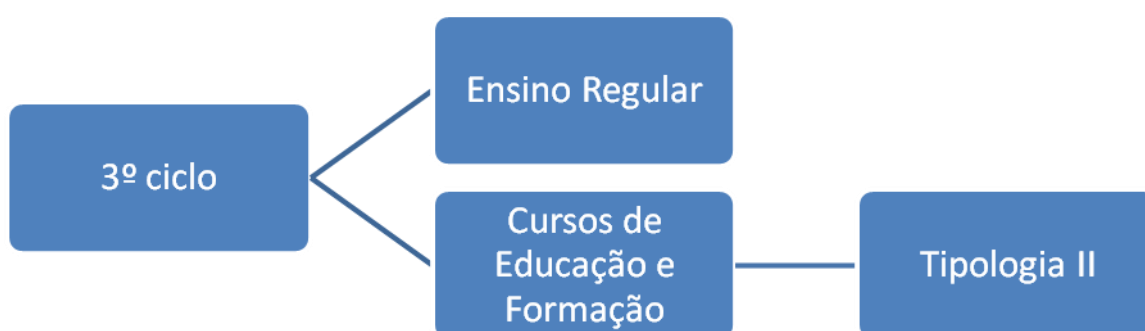 3º ciclo
Ensino Regular
Cursos de
Educação e
Formação
Tipologia II